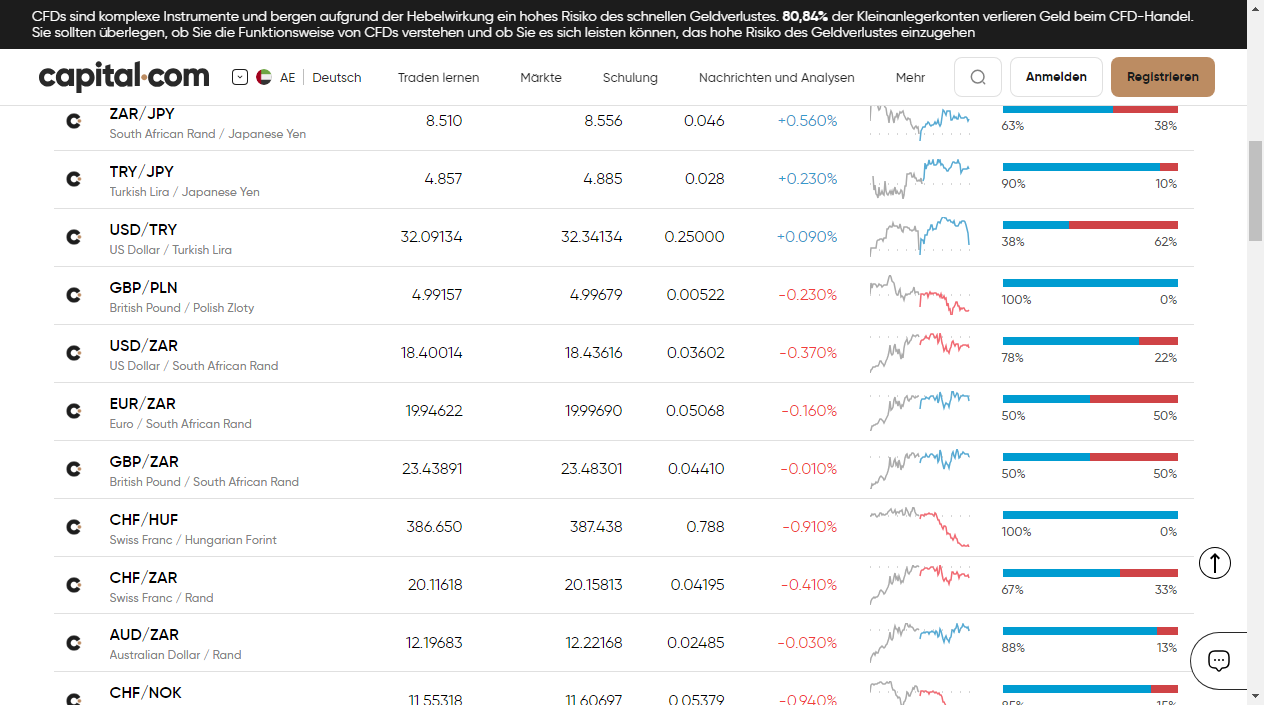 CFDs sind komplexe Instrumente und bergen aufgrund der Hebelwirkung ein hohes Risiko des schnellen Geldverlustes. 80,84% der Kleinanlegerkonten verlieren Geld beim CFD-Handel.
Sie sollten überlegen, ob Sie die Funktionsweise von CFDs verstehen und ob Sie es sich leisten können, das hohe Risiko des Geldverlustes einzugehen
capital.com AE Deutsch Traden lernen Märkte Schulung Nachrichten und Analysen Mehr Anmelden Registrieren
ZAR/JPY 8.510 8.556 0.046 +0.560%
South African Rand / Japanese Yen 63% 38%
TRY/JPY 4.857 4.885 0.028 +0.230%
Turkish Lira / Japanese Yen 90% 10%
USD/TRY 32.09134 32.34134 0.25000 +0.090%
US Dollar / Turkish Lira 38% 62%
GBP/PLN 4.99157 4.99679 0.00522 -0.230%
British Pound / Polish Zloty 100% 0%
USD/ZAR 18.40014 18.43616 0.03602 -0.370%
US Dollar / South African Rand 78% 22%
EUR/ZAR 19.94622 19.99690 0.05068 -0.160%
Euro / South African Rand 50% 50%
GBP/ZAR 23.43891 23.48301 0.04410 -0.010%
British Pound / South African Rand 50% 50%
CHF/HUF 386.650 387.438 0.788 -0.910%
Swiss Franc / Hungarian Forint 100% 0%
CHF/ZAR 20.11618 20.15813 0.04195 -0.410%
Swiss Franc / Rand 67% 33%
AUD/ZAR 12.19683 12.22168 0.02485 -0.030%
Australian Dollar / Rand 88% 13%
CHF/NOK 11.55318 11.60697 0.05379 -0.940%